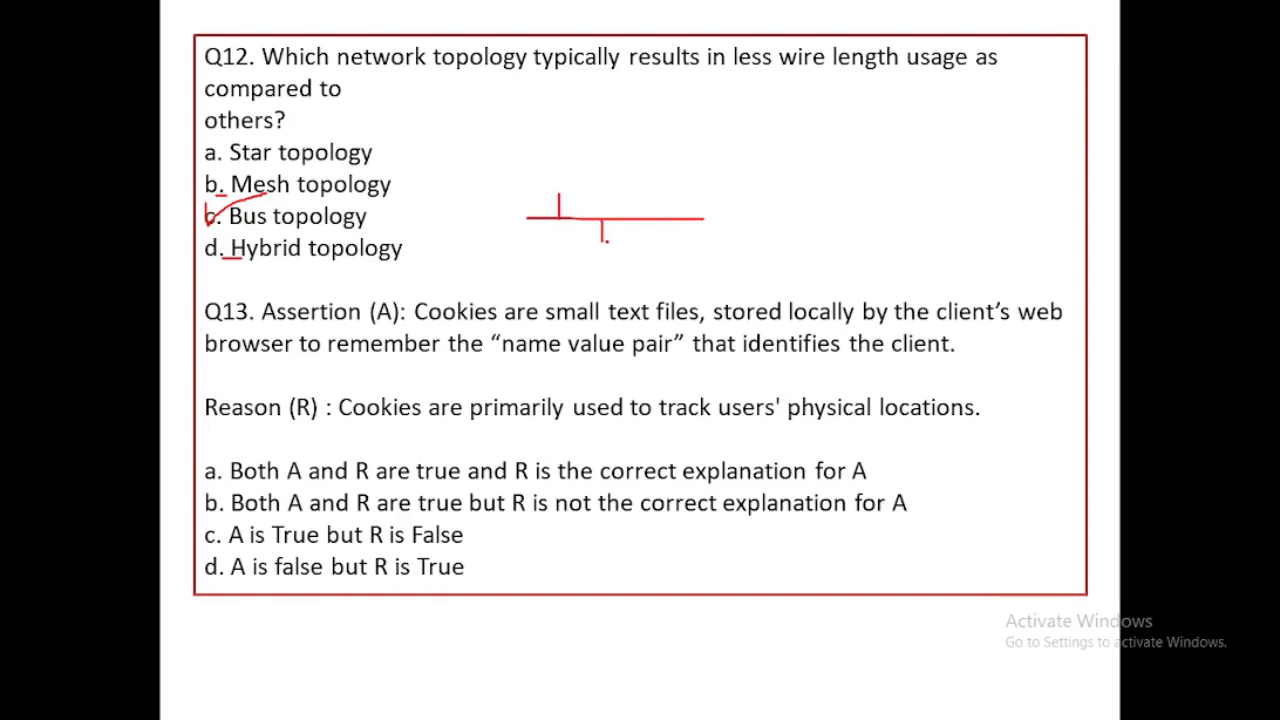 Q12. Which network topology typically results in less wire length usage as
compared to
others?
a. Star topology
b. Mesh topology
c. Bus topology
d. Hybrid topology
Q13. Assertion (A): Cookies are small text files, stored locally by the client’s web
browser to remember the “name value pair” that identifies the client.
Reason (R) : Cookies are primarily used to track users' physical locations.
a. Both A and R are true and R is the correct explanation for A
b. Both A and R are true but R is not the correct explanation for A
c. A is True but R is False
d. A is false but R is True
Activate Windows
Go to Settings to activate Windows.